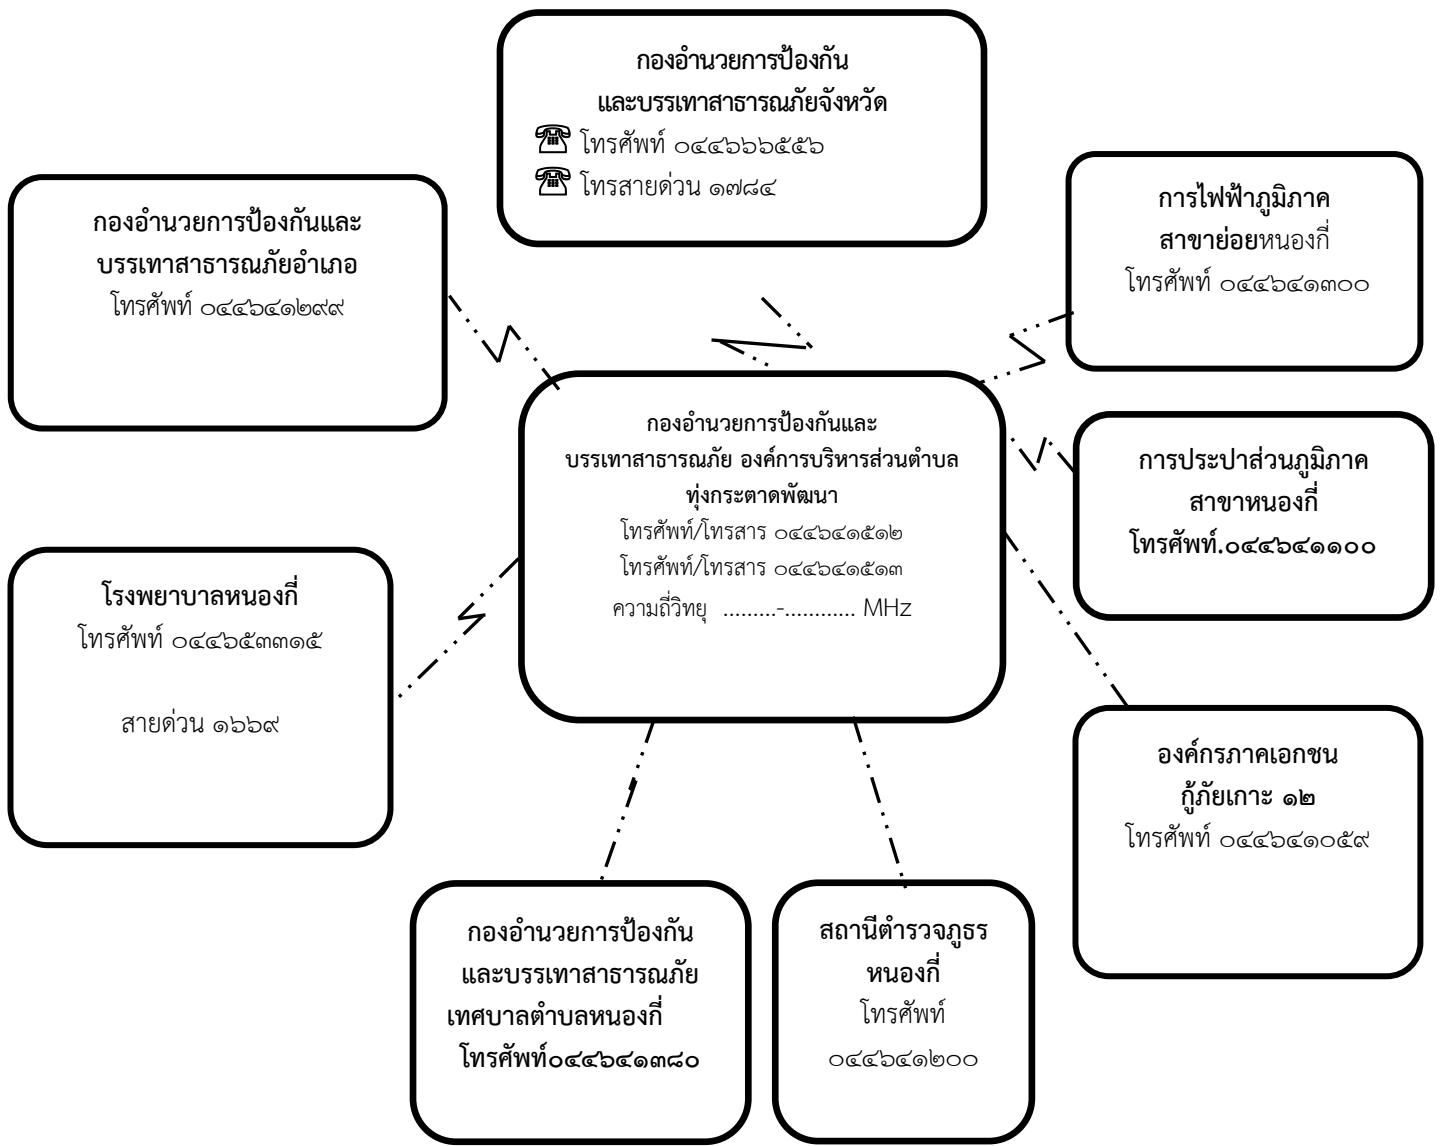 กองอำนวยการป้องกัน
และบรรเทาสาธารณภัยจังหวัด
โทรศัพท์ ๐๔๔๖๖๖๕๕๖
โทรสายด่วน ๑๗๘๔
กองอำนวยการป้องกันและ
บรรเทาสาธารณภัยอำเภอ
โทรศัพท์ ๐๔๔๖๔๑๒๙๙
การไฟฟ้าภูมิภาค
สาขาย่อยหนองกี่
โทรศัพท์ ๐๔๔๖๔๑๓๐๐
กองอำนวยการป้องกันและ
บรรเทาสาธารณภัย องค์การบริหารส่วนตำบล
ทุ่งกระตาดพัฒนา
โทรศัพท์/โทรสาร ๐๔๔๖๔๑๕๑๒
โทรศัพท์/โทรสาร ๐๔๔๖๔๑๕๑๓
ความถี่วิทยุ .........-............ MHz
การประปาส่วนภูมิภาค
สาขาหนองกี่
โทรศัพท์.๐๔๔๖๔๑๑๐๐
โรงพยาบาลหนองกี่
โทรศัพท์ ๐๔๔๖๕๓๓๑๕
สายด่วน ๑๖๖๙
องค์กรภาคเอกชน
กู้ภัยเกาะ ๑๒
โทรศัพท์ ๐๔๔๖๔๑๐๕๙
กองอำนวยการป้องกัน
และบรรเทาสาธารณภัย
เทศบาลตำบลหนองกี่
โทรศัพท์๐๔๔๖๔๑๓๘๐
สถานีตำรวจภูธร
หนองกี่
โทรศัพท์
๐๔๔๖๔๑๒๐๐